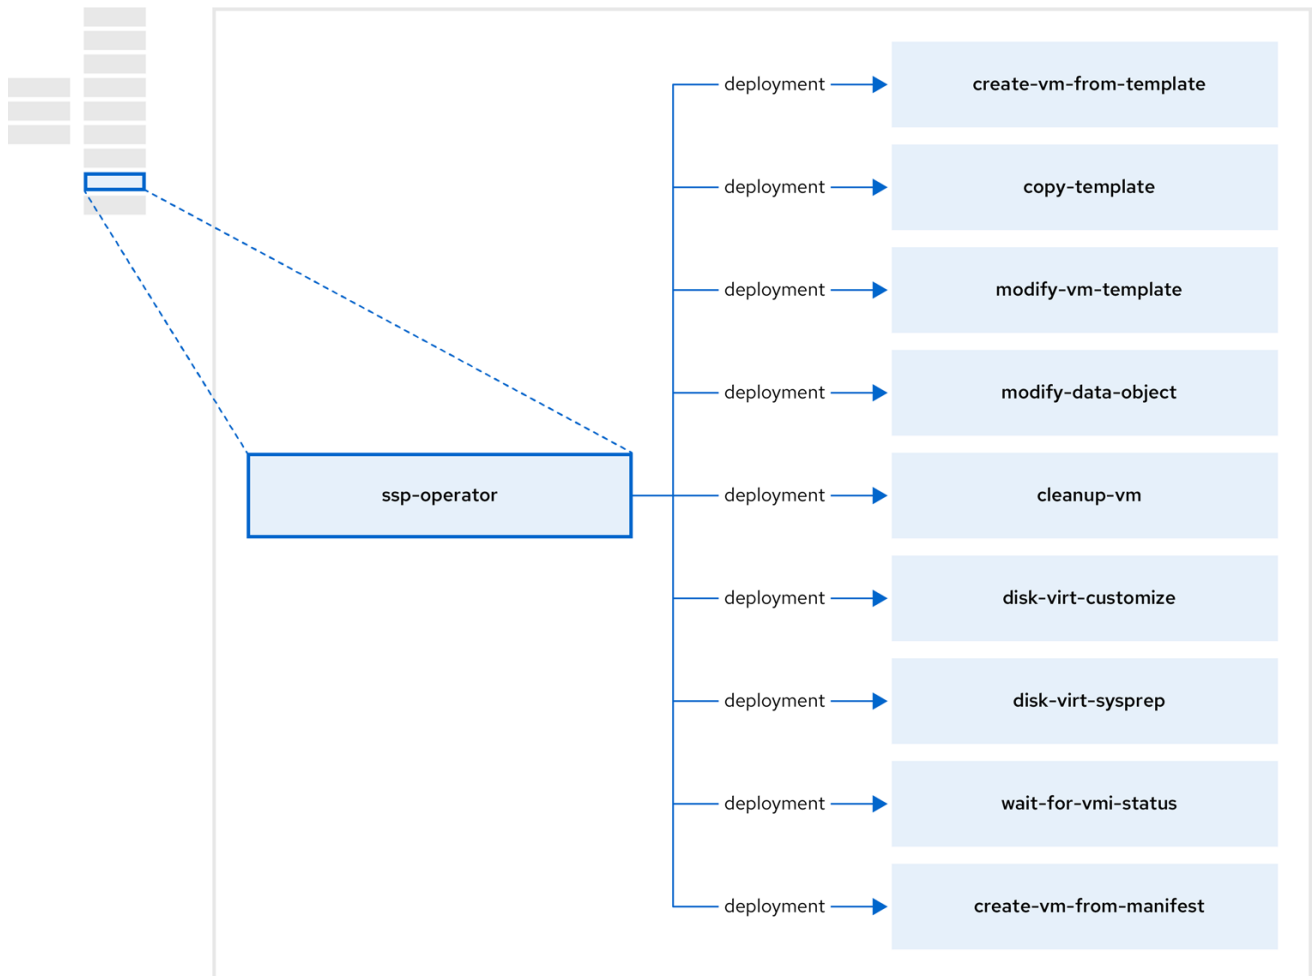 deployment
create-vm-from-template
deployment
copy-template
deployment
modify-vm-template
deployment
modify-data-object
ssp-operator
deployment
cleanup-vm
deployment
disk-virt-customize
deployment
disk-virt-sysprep
deployment
wait-for-vmi-status
deployment
create-vm-from-manifest